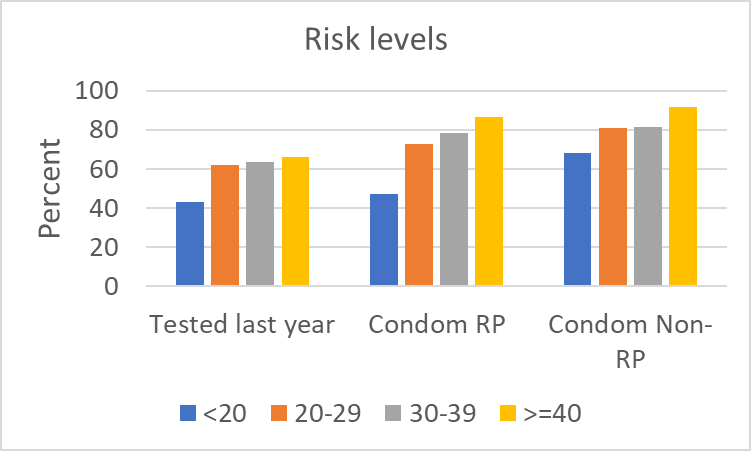 Risk levels
Percent
100
80
60
40
20
0
Tested last year
Condom RP
Condom Non-
RP
<20
20-29
30-39
>=40